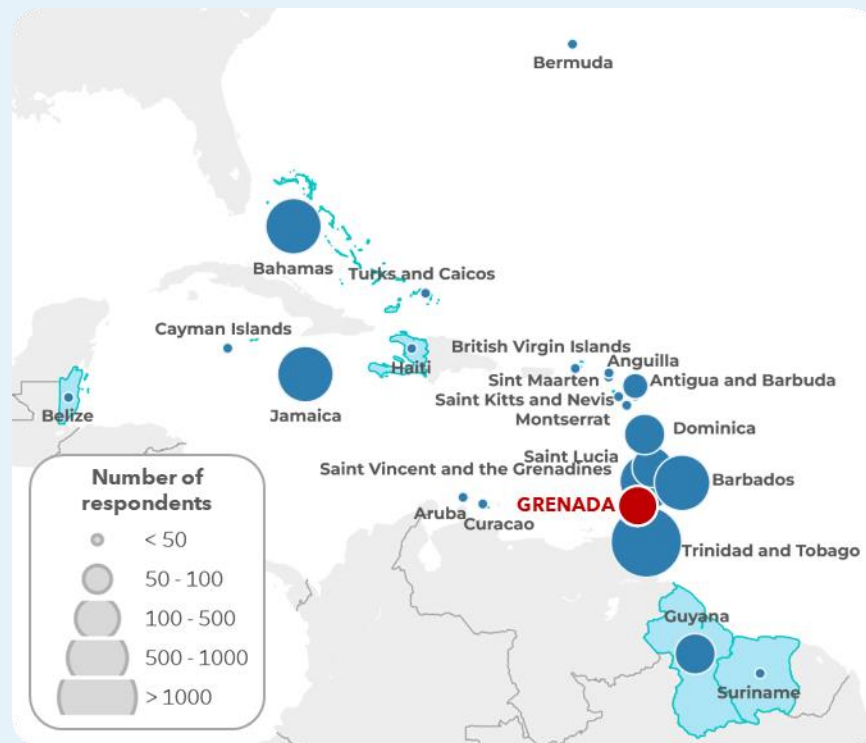 Bermuda
Bahamas
Turks and Caicos
Cayman Islands
Haiti
British Virgin Islands
Anguilla
Sint Maarten
Antigua and Barbuda
Belize
Jamaica
Saint Kitts and Nevis
Montserrat
Dominica
Saint Lucia
Saint Vincent and the Grenadines
Barbados
GRENADA
Aruba
Curacao
Trinidad and Tobago
Guyana
Suriname
Number of
respondents
< 50
50 - 100
100 - 500
500 - 1000
> 1000